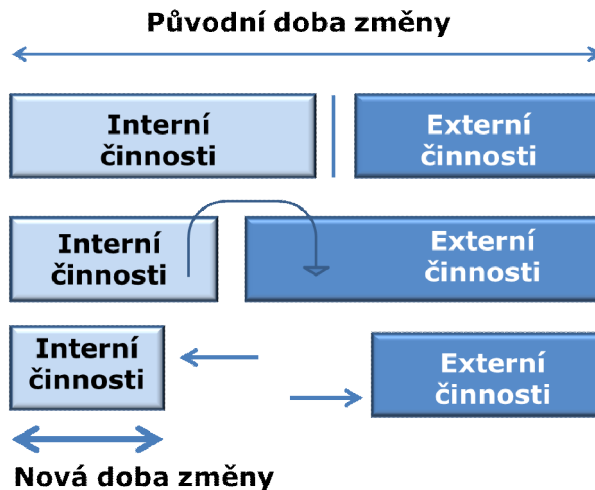 Původní doba změny
Interní
činnosti
Externí
činnosti
Interní
činnosti
Externí
činnosti
Interní
činnosti
Externí
činnosti
Nová doba změny